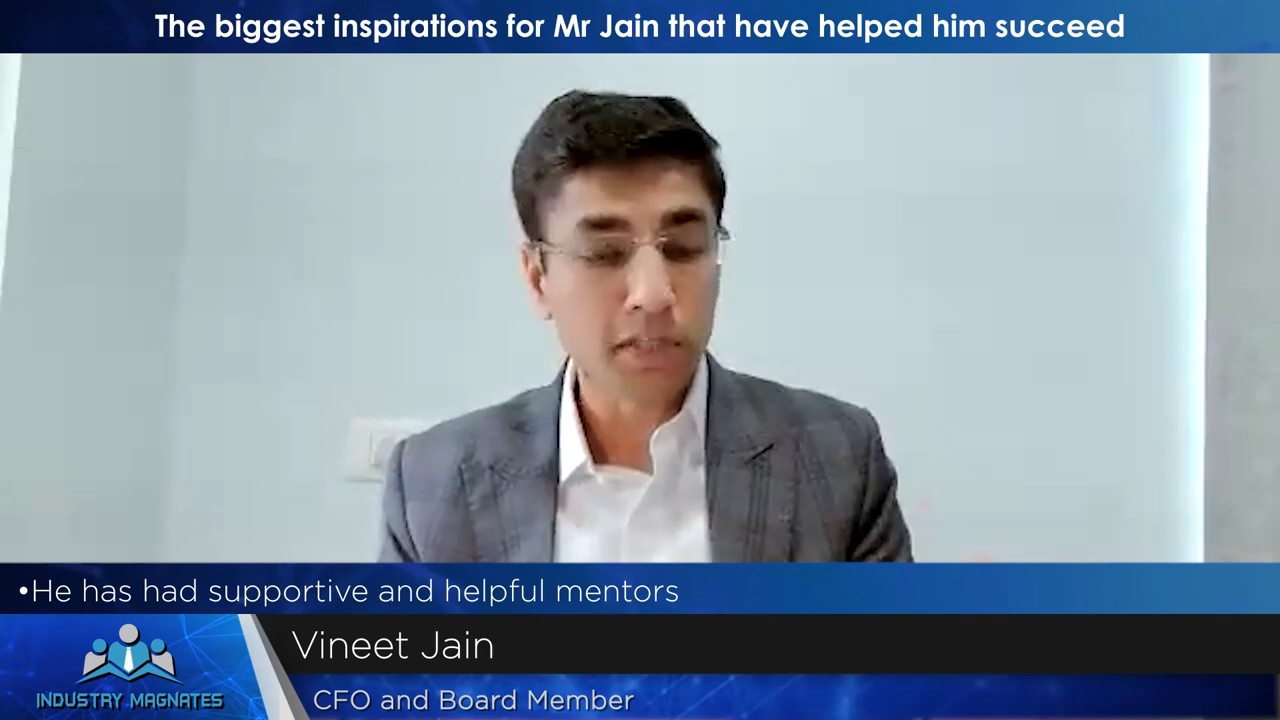 The biggest inspirations for Mr Jain that have helped him succeed
•He has had supportive and helpful mentors
Vineet Jain
INDUSTRY MAGNATES
CFO and Board Member